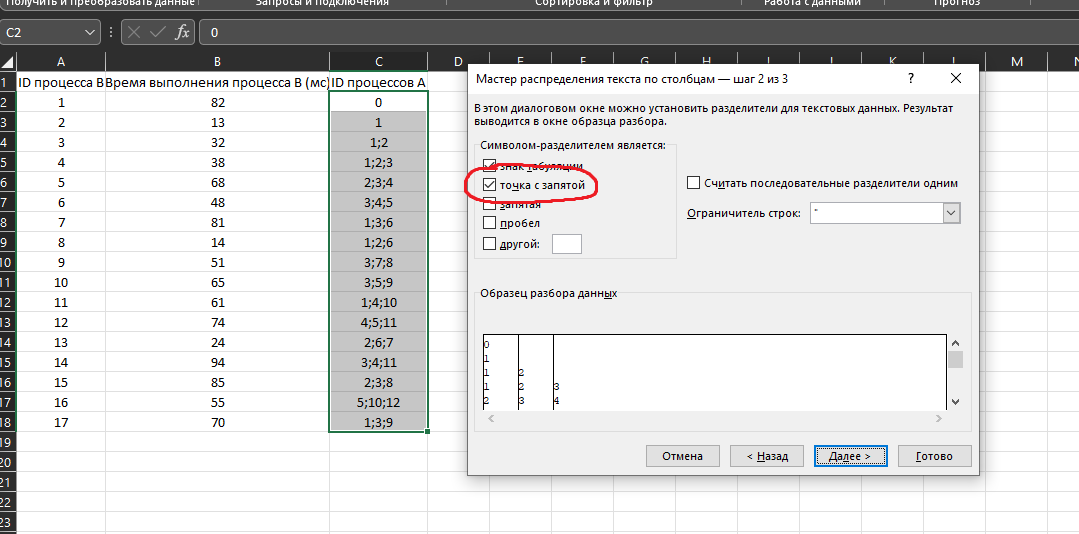 Получить и преобразовать данные Запросы и подключения Сортировка и фильтр Работа с данными Прогноз
C2 fx 0
A B C D E F G H I J K L M N
1 ID процесса B Время выполнения процесса B (мс) ID процессов A
2 1 82 0
3 2 13 1
4 3 32 1;2
5 4 38 1;2;3
6 5 68 2;3;4
7 6 48 3;4;5
8 7 81 1;3;6
9 8 14 1;2;6
10 9 51 3;7;8
11 10 65 3;5;9
12 11 61 1;4;10
13 12 74 4;5;11
14 13 24 2;6;7
15 14 94 3;4;11
16 15 85 2;3;8
17 16 55 5;10;12
18 17 70 1;3;9
19
20
21
22
23
Мастер распределения текста по столбцам — шаг 2 из 3 ?
В этом диалоговом окне можно установить разделители для текстовых данных. Результат
выводится в окне образца разбора.
Символом-разделителем является:
знак табуляции
точка с запятой
запятая
пробел
другой:
Считать последовательные разделители одним
Ограничитель строк: "
Образец разбора данных
0
1
1 2
1 2 3
2 3 4
Отмена < Назад Далее > Готово